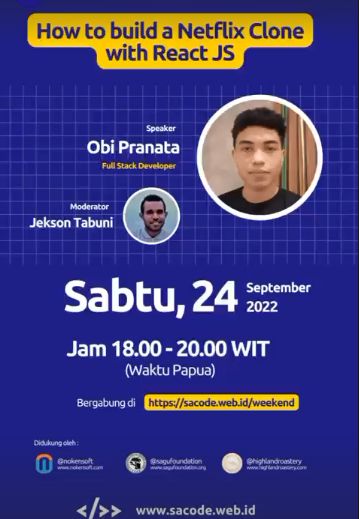 How to build a Netflix Clone
with React JS
Speaker
Obi Pranata
Full Stack Developer
Moderator
Jekson Tabuni
Sabtu, 24 September
2022
Jam 18.00 - 20.00 WIT
(Waktu Papua)
Bergabung di https://sacode.web.id/weekend
Didukung oleh :
@nokensoft
www.nokensoft.com
@sagufoundation
www.sagufoundation.org
@highlandroastery
www.highlandroastery.com
</>> www.sacode.web.id